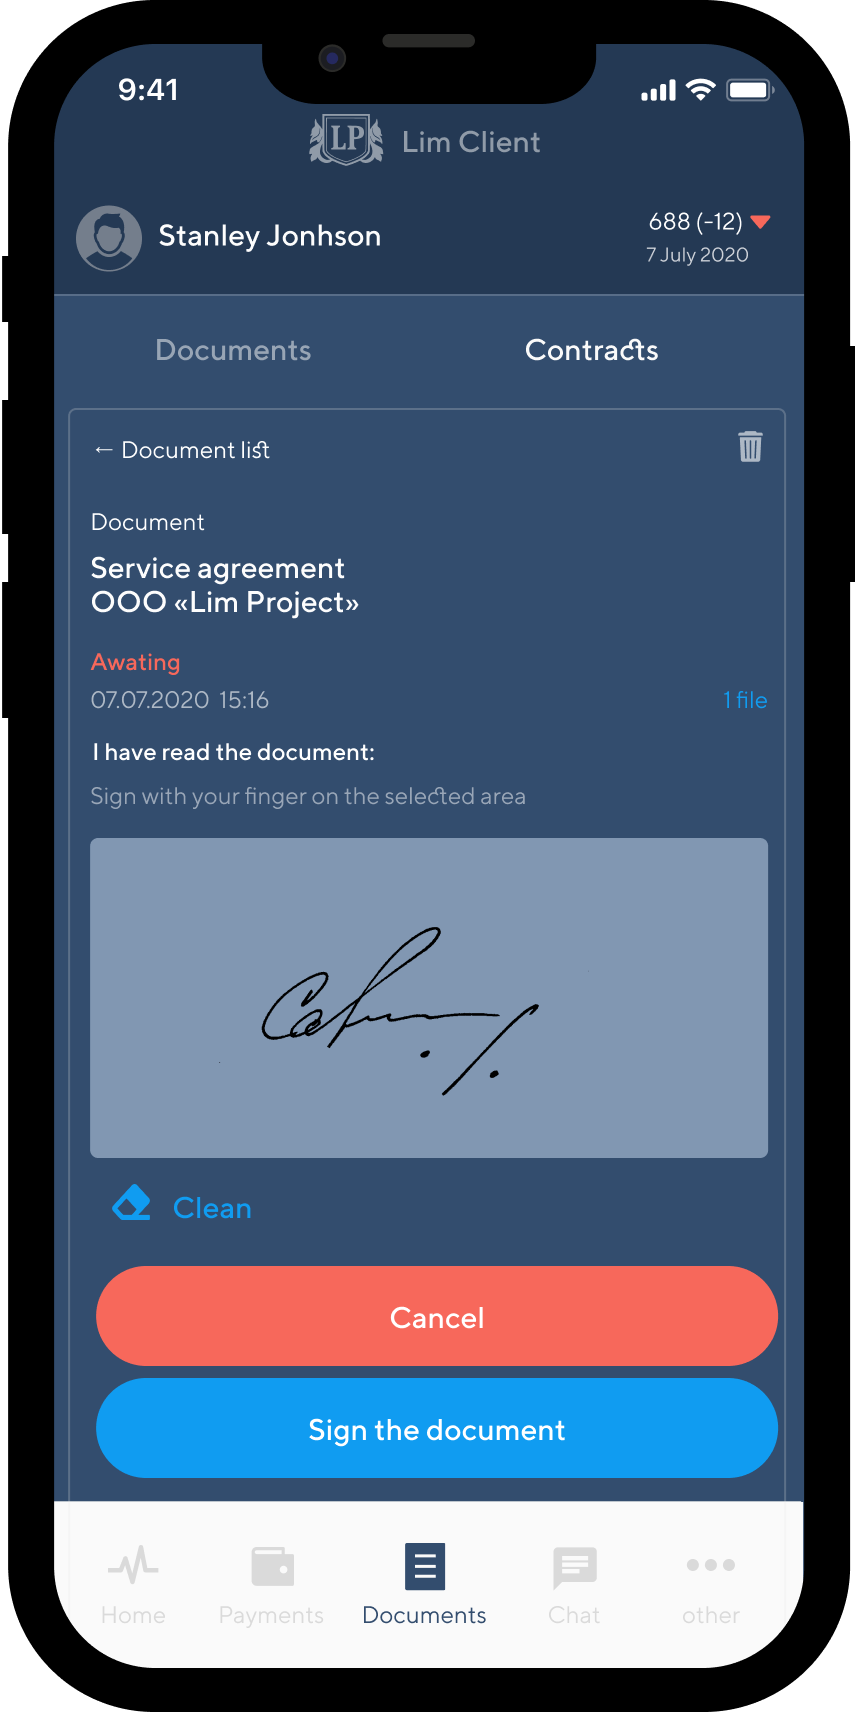 9:41
LP Lim Client
Stanley Jonhson
688 (-12)
7 July 2020
Documents Contracts
← Document list
Document
Service agreement
OOO «Lim Project»
Awating
07.07.2020 15:16 1 file
I have read the document:
Sign with your finger on the selected area
Clean
Cancel
Sign the document
Home Payments Documents Chat other